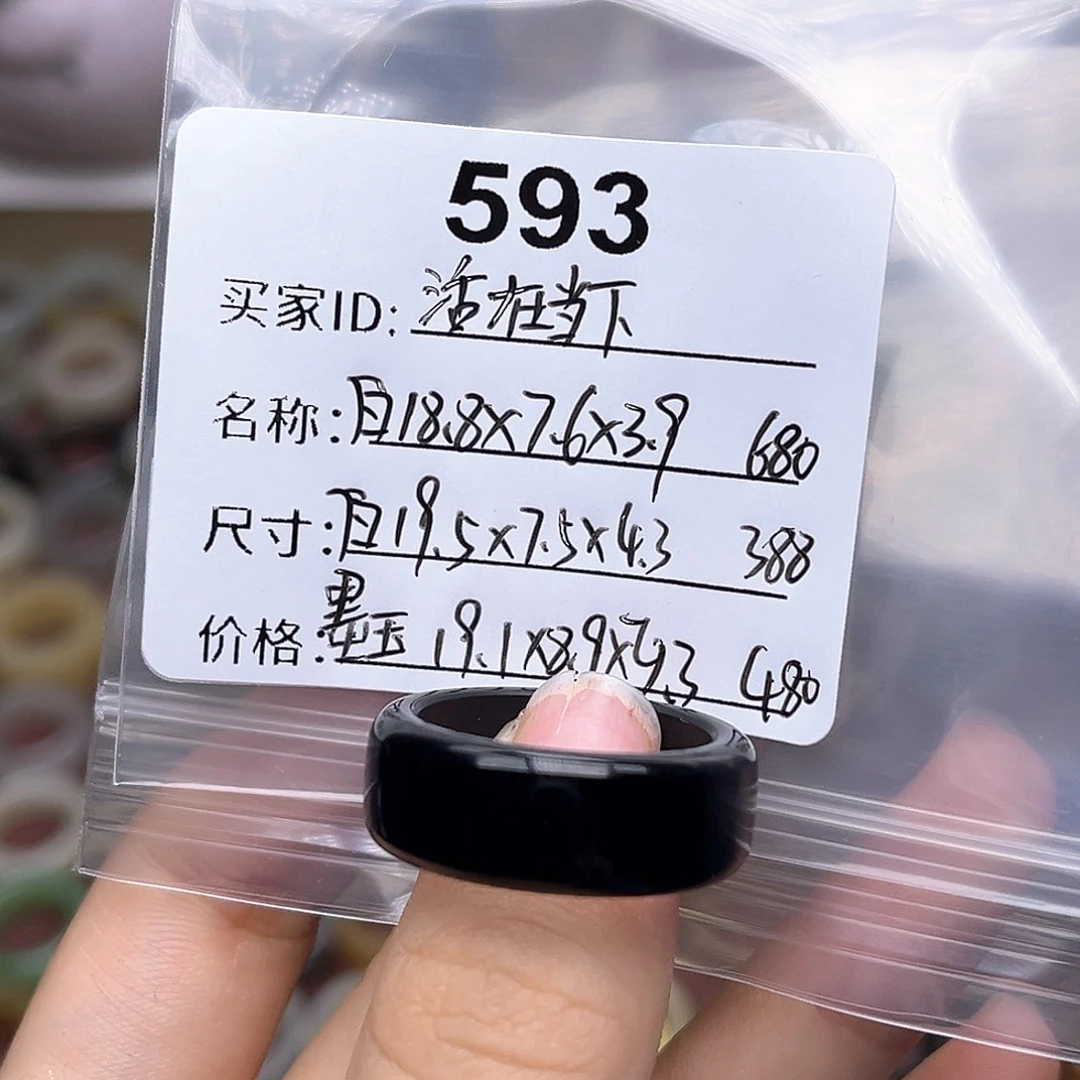 593
买家ID: 活在当下
名称: 白18.8×7.6×3.9 680
尺寸: 白19.5×7.5×4.3 388
价格: 墨玉 19.1×8.9×4.3 480